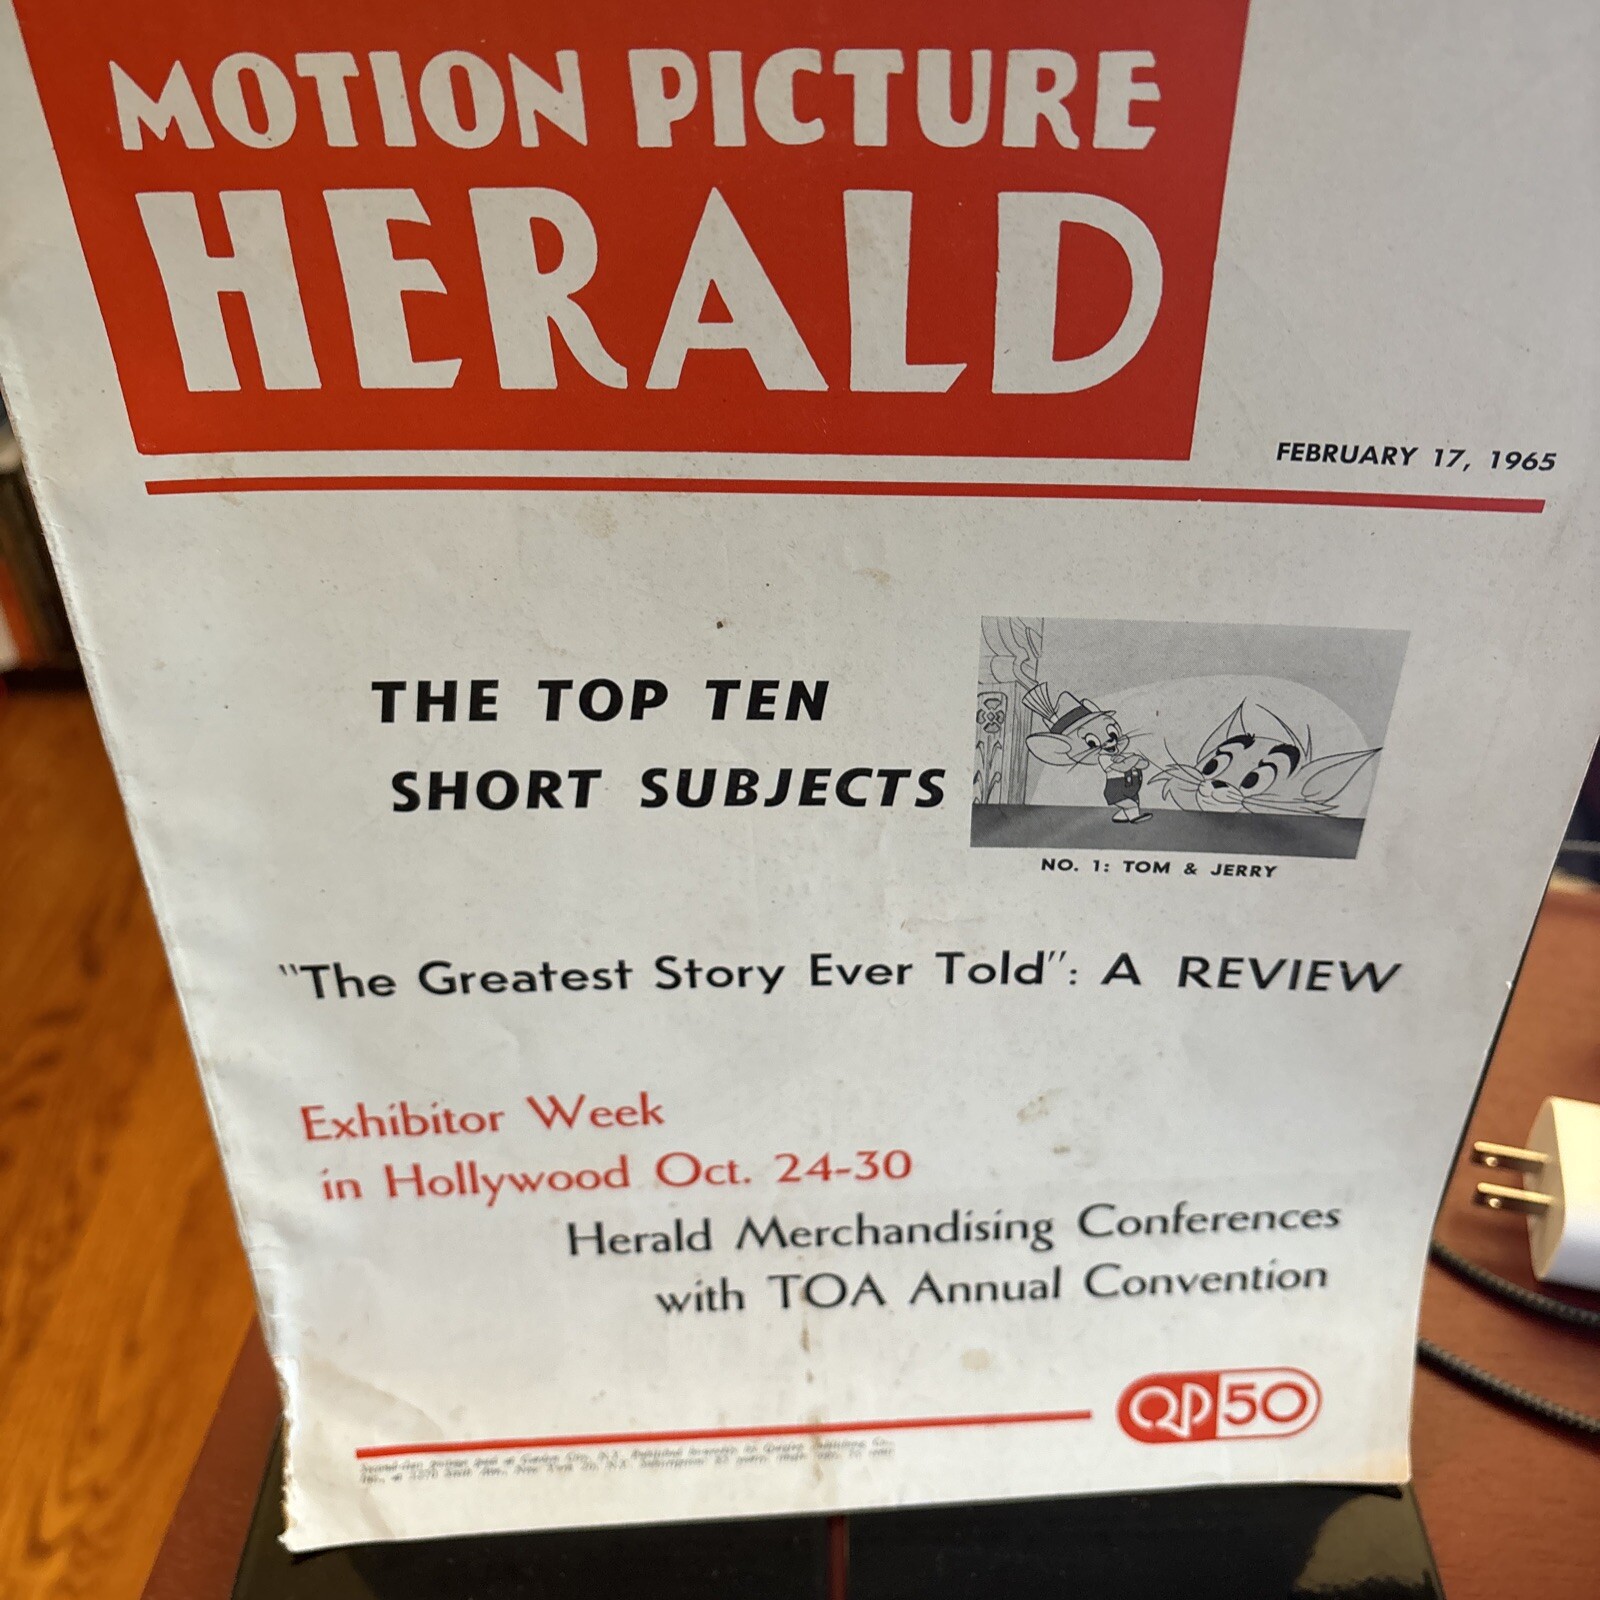 MOTION PICTURE
HERALD
FEBRUARY 17, 1965
THE TOP TEN
SHORT SUBJECTS
NO. 1: TOM & JERRY
"The Greatest Story Ever Told": A REVIEW
Exhibitor Week
in Hollywood Oct. 24-30
Herald Merchandising Conferences
with TOA Annual Convention
QP50